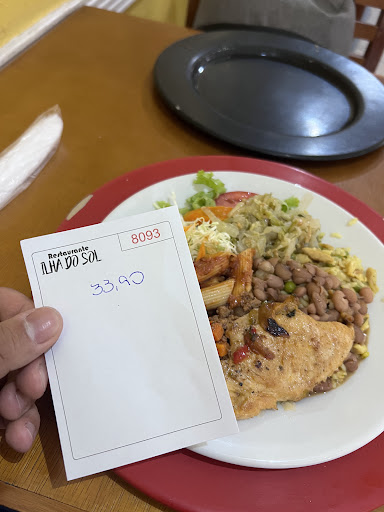 Restaurante
ILHA DO SOL
8093
33,90